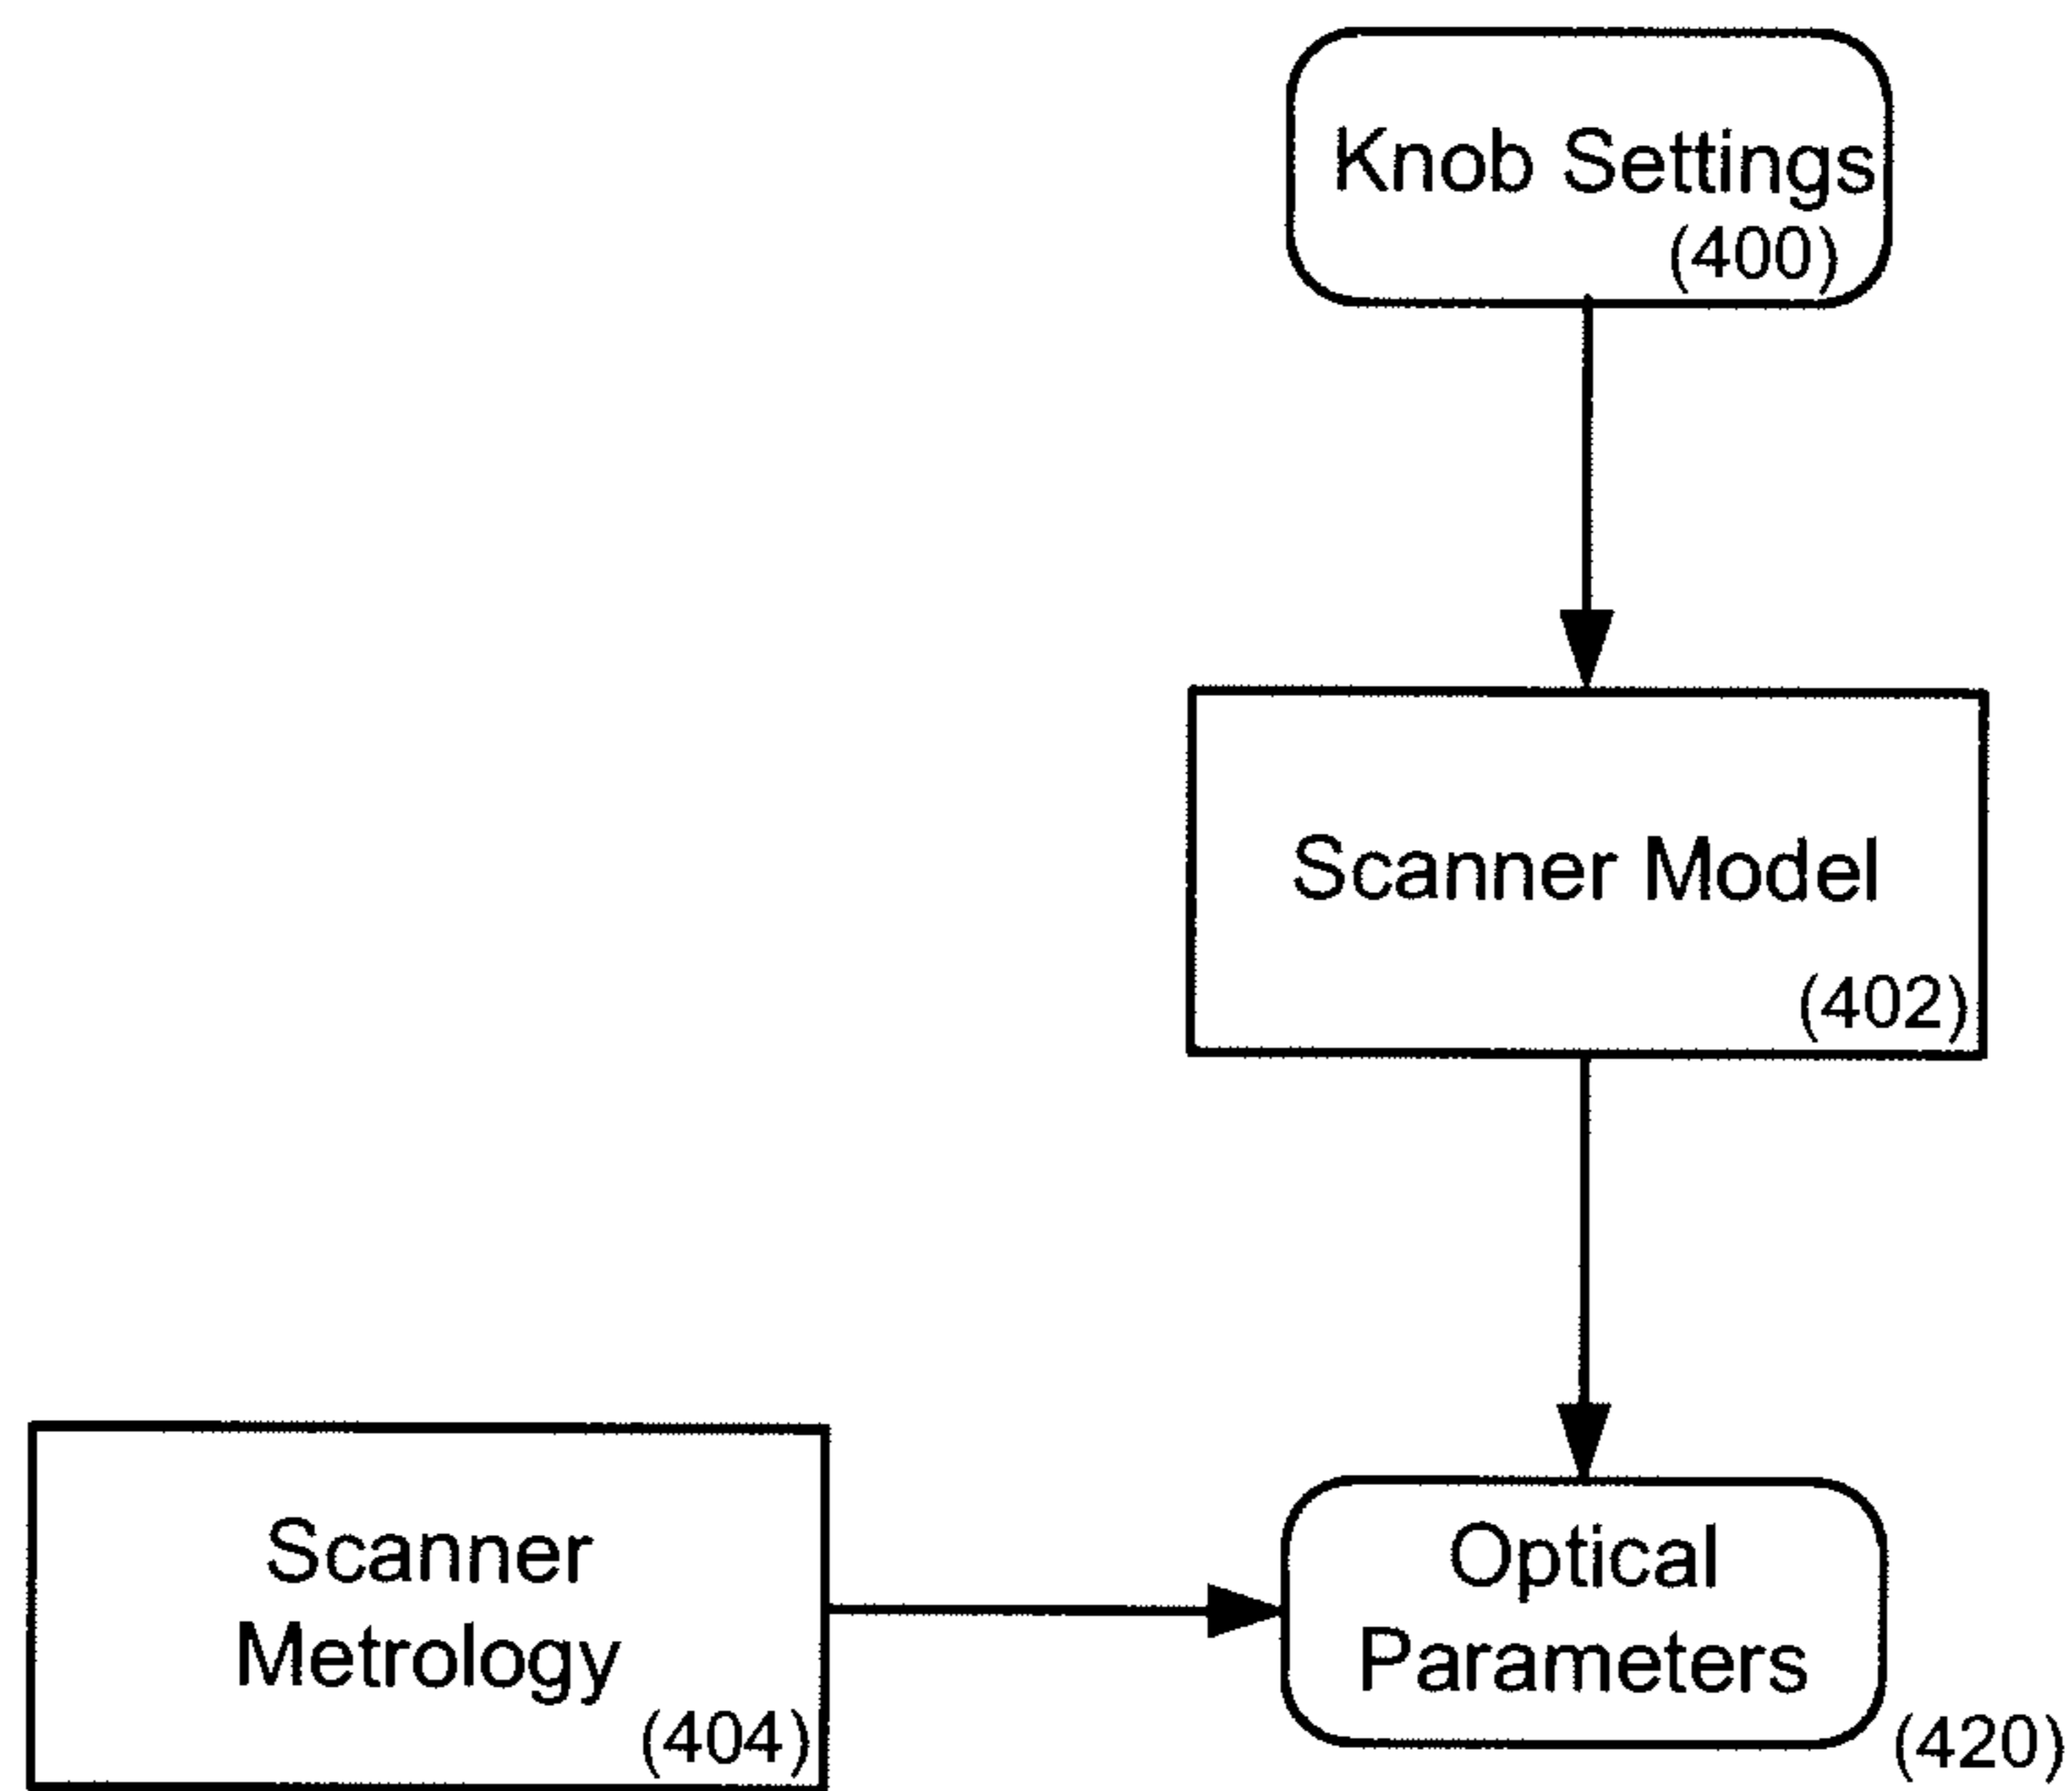 Knob Settings
(400)
Scanner Model
(402)
Scanner
Metrology
(404)
Optical
Parameters
(420)